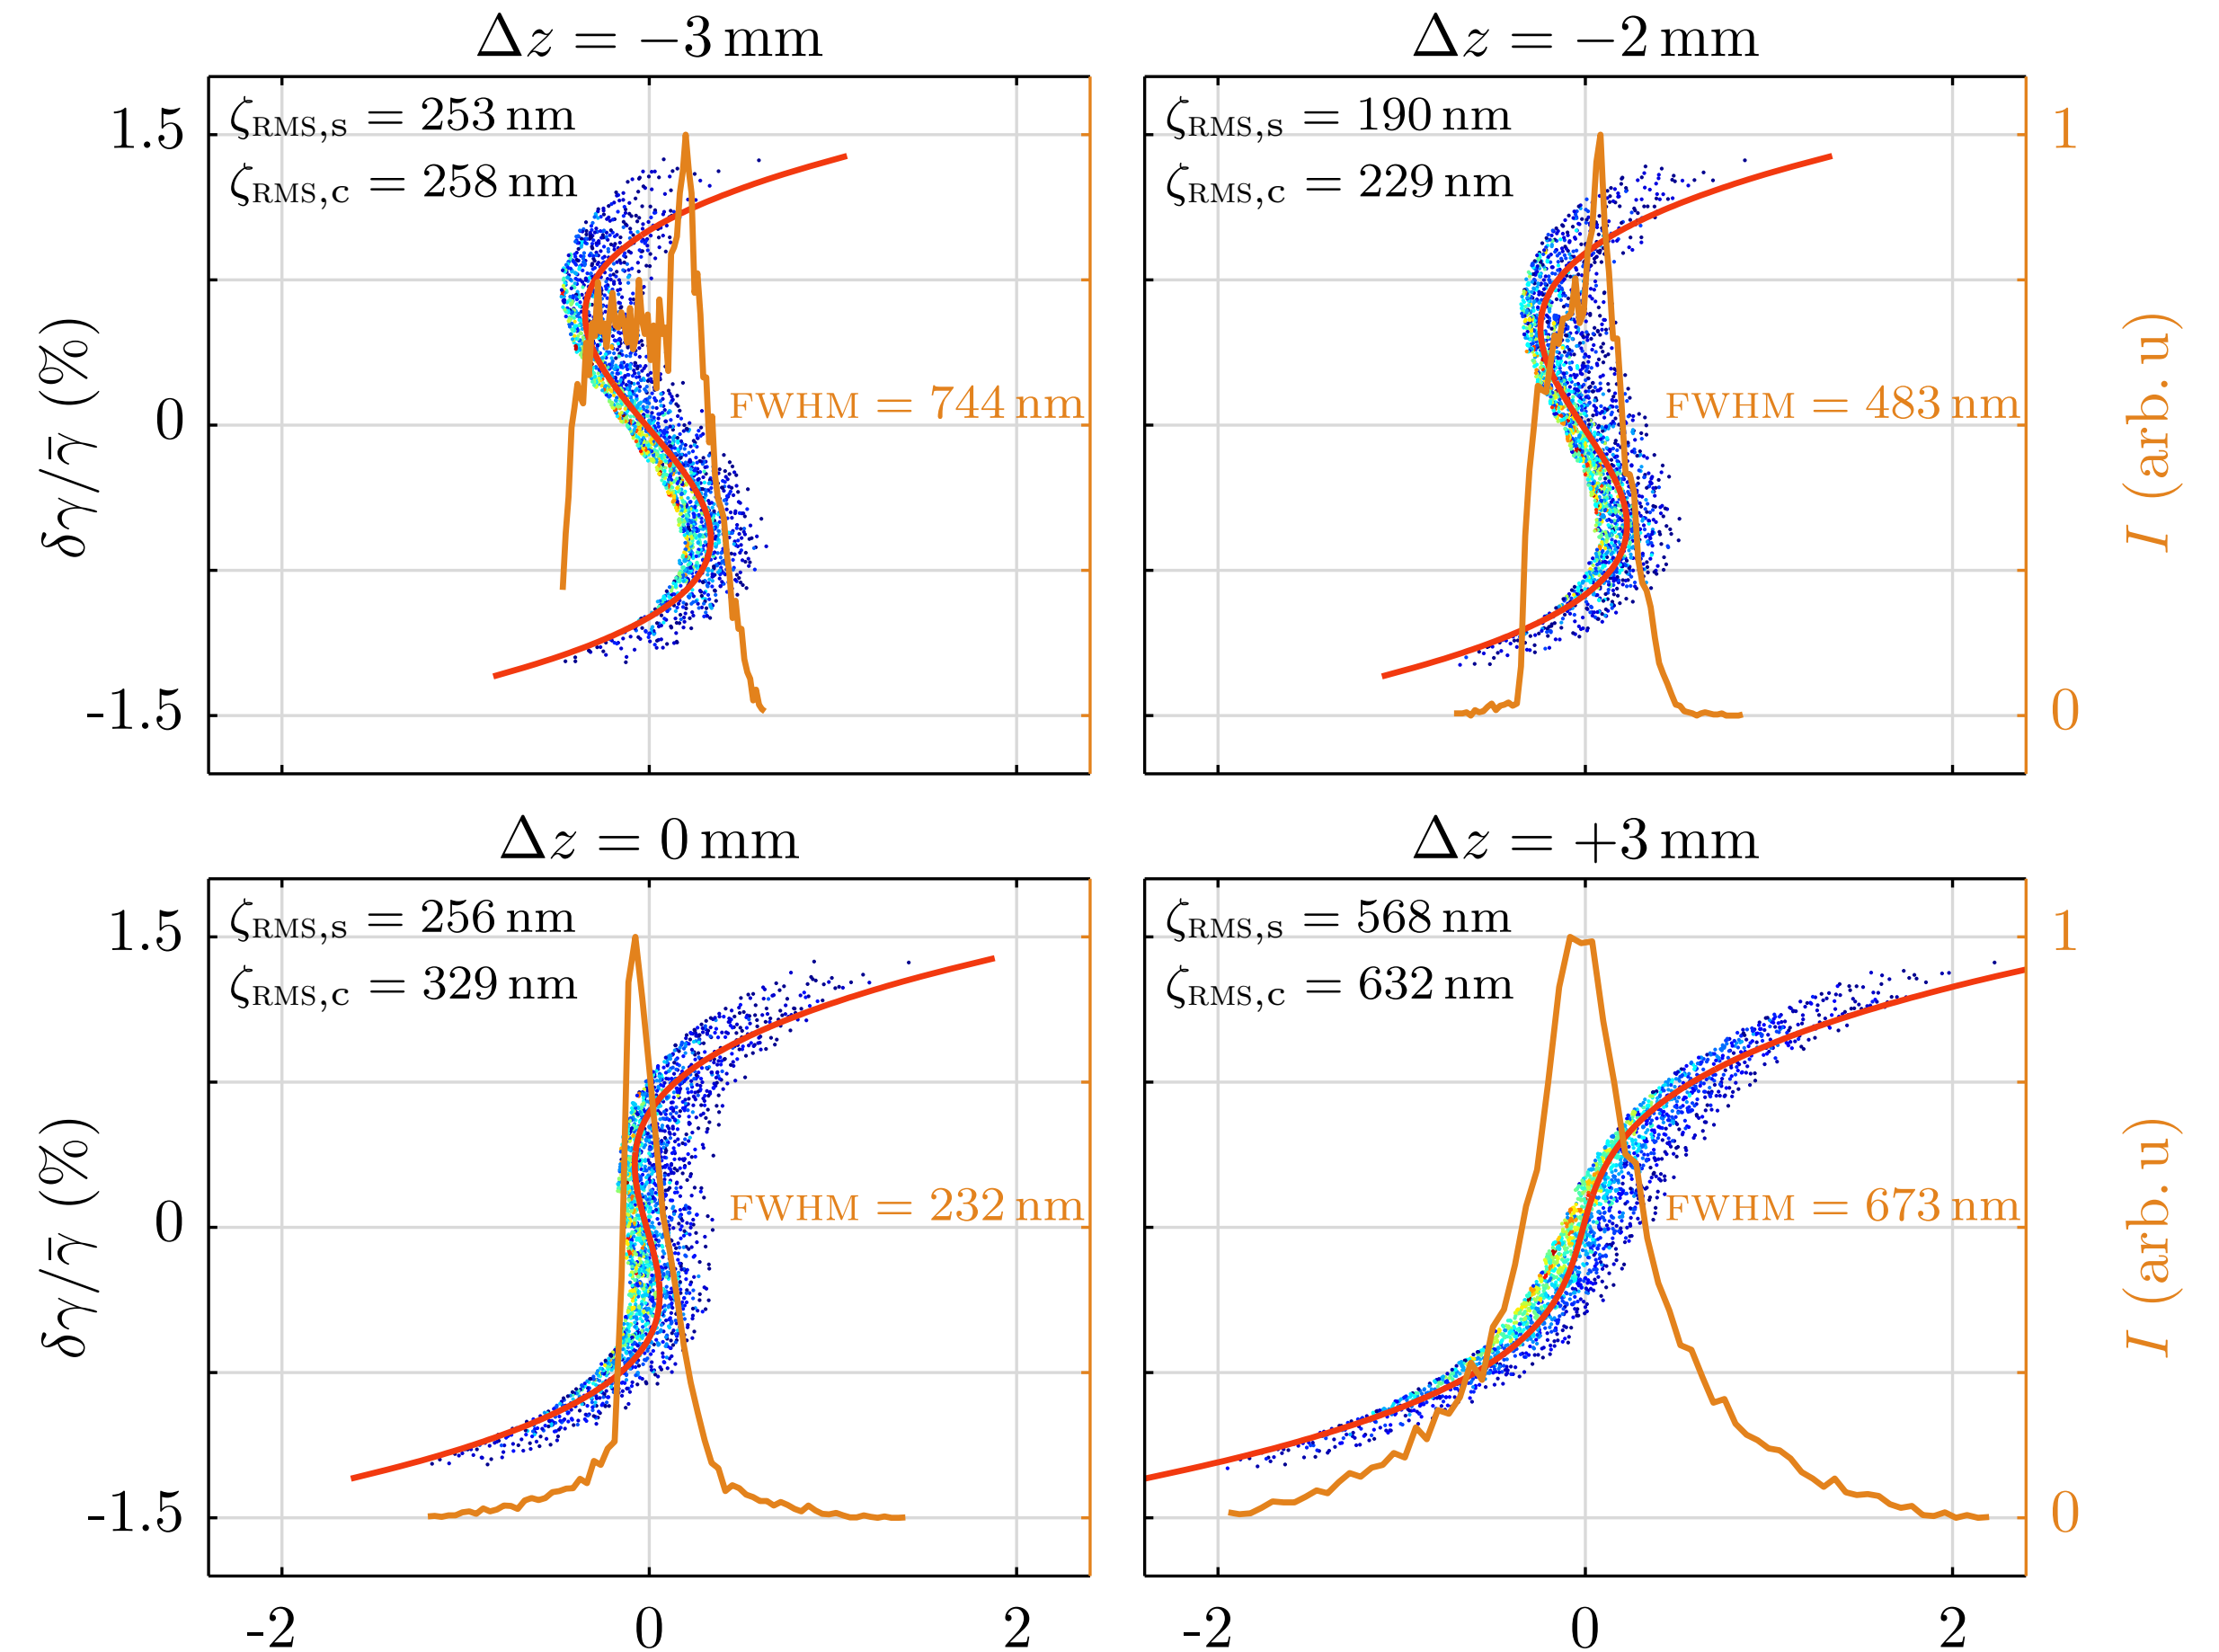 Δz = −3 mm
Δz = −2 mm
ζRMS,s = 253 nm
ζRMS,c = 258 nm
FWHM = 744 nm
1.5
0
-1.5
δγ/γ̄ (%)
ζRMS,s = 190 nm
ζRMS,c = 229 nm
FWHM = 483 nm
1
0
I (arb. u)
Δz = 0 mm
Δz = +3 mm
ζRMS,s = 256 nm
ζRMS,c = 329 nm
FWHM = 232 nm
1.5
0
-1.5
δγ/γ̄ (%)
ζRMS,s = 568 nm
ζRMS,c = 632 nm
FWHM = 673 nm
1
0
I (arb. u)
-2 0 2
-2 0 2